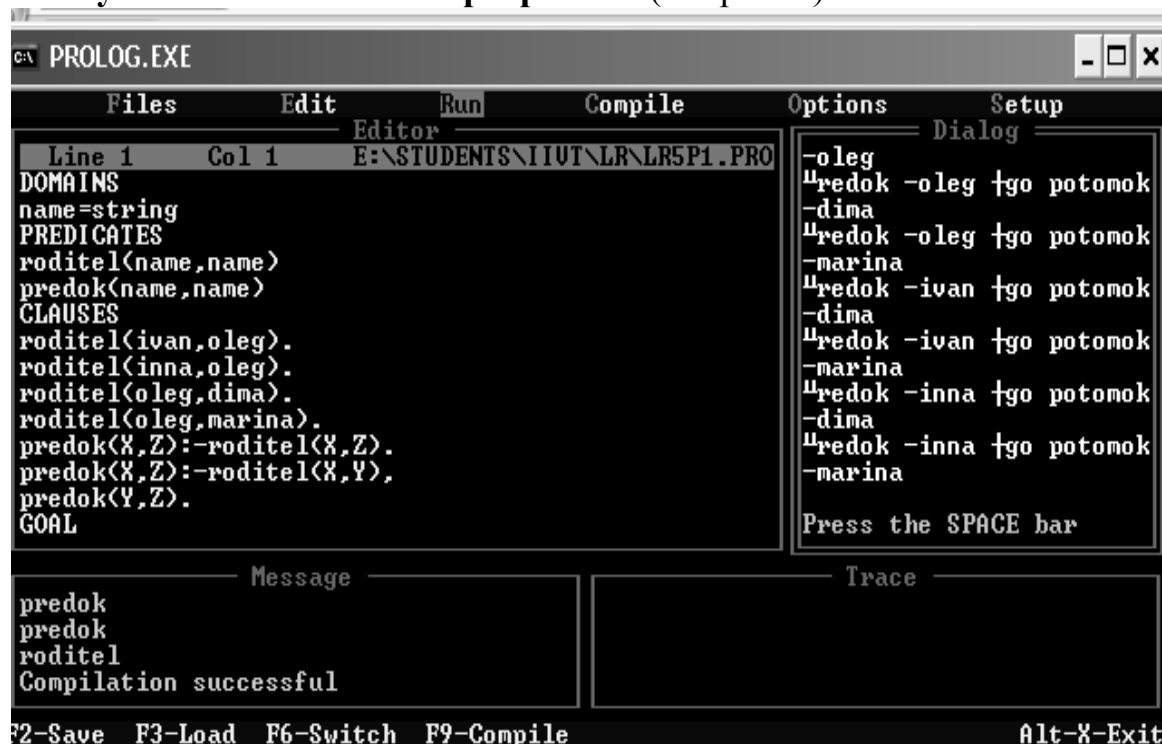 PROLOG.EXE
Files Edit Run Compile Options Setup
Editor
Line 1 Col 1 E:\STUDENTS\IIVT\LR\LR5P1.PRO
DOMAINS
name=string
PREDICATES
roditel(name,name)
predok(name,name)
CLAUSES
roditel(ivan,oleg).
roditel(inna,oleg).
roditel(oleg,dima).
roditel(oleg,marina).
predok(X,Z):-roditel(X,Z).
predok(X,Z):-roditel(X,Y),
predok(Y,Z).
GOAL
Dialog
-oleg
╨redok -oleg ┼go potomok
-dima
╨redok -oleg ┼go potomok
-marina
╨redok -ivan ┼go potomok
-dima
╨redok -ivan ┼go potomok
-marina
╨redok -inna ┼go potomok
-dima
╨redok -inna ┼go potomok
-marina
Press the SPACE bar
Message
predok
predok
roditel
Compilation successful
Trace
F2-Save F3-Load F6-Switch F9-Compile Alt-X-Exit